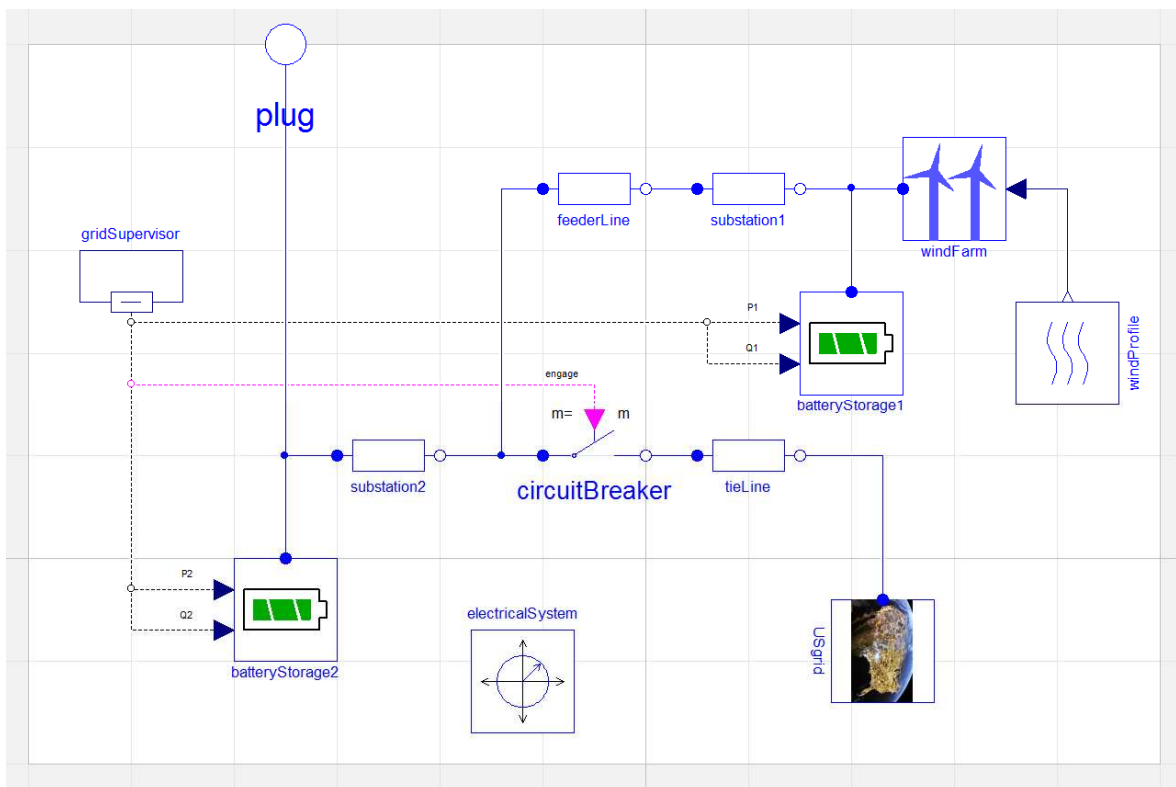 plug
feederLine
substation1
windFarm
gridSupervisor
P1
Q1
batteryStorage1
windProfile
engage
m=
m
substation2
circuitBreaker
tieLine
P2
Q2
batteryStorage2
electricalSystem
USgrid